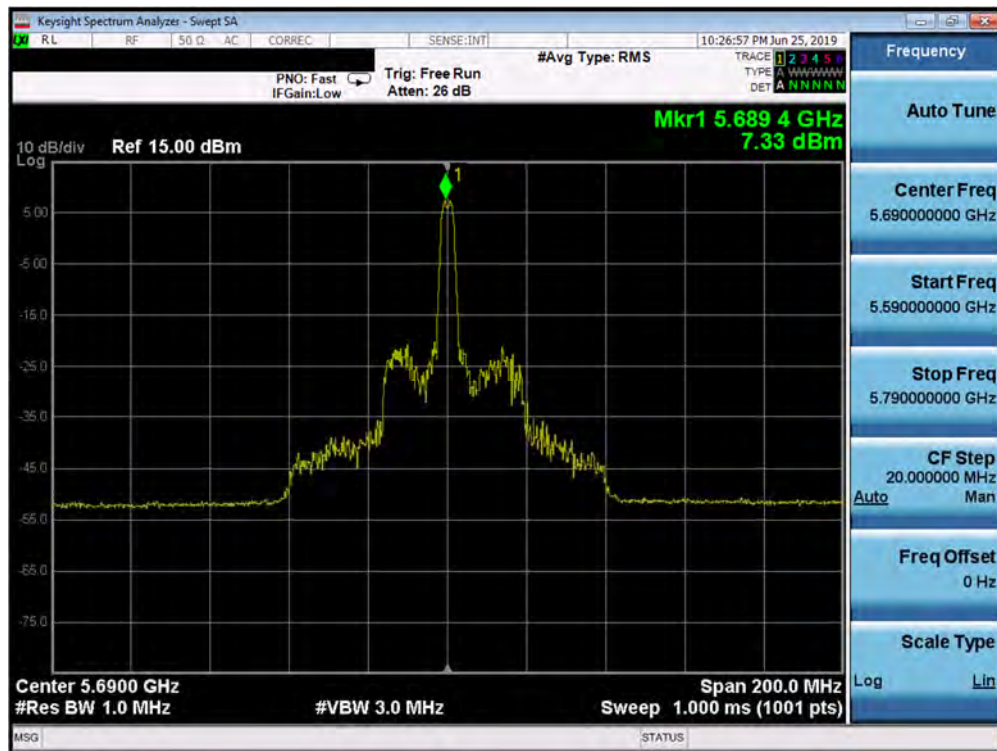 Keysight Spectrum Analyzer - Swept SA
RL RF 50 Ω AC CORREC SENSE:INT 10:26:57 PM Jun 25, 2019
#Avg Type: RMS
TRACE 1 2 3 4 5 6
PNO: Fast Trig: Free Run
TYPE A WWWWW
IFGain:Low Atten: 26 dB
DET A N N N N N
Mkr1 5.689 4 GHz
7.33 dBm
10 dB/div Ref 15.00 dBm
Log
1
5.00
-5.00
-15.0
-25.0
-35.0
-45.0
-55.0
-65.0
-75.0
Center 5.6900 GHz Span 200.0 MHz
#Res BW 1.0 MHz #VBW 3.0 MHz Sweep 1.000 ms (1001 pts)
MSG STATUS
Frequency
Auto Tune
Center Freq
5.690000000 GHz
Start Freq
5.590000000 GHz
Stop Freq
5.790000000 GHz
CF Step
20.000000 MHz
Auto Man
Freq Offset
0 Hz
Scale Type
Log Lin